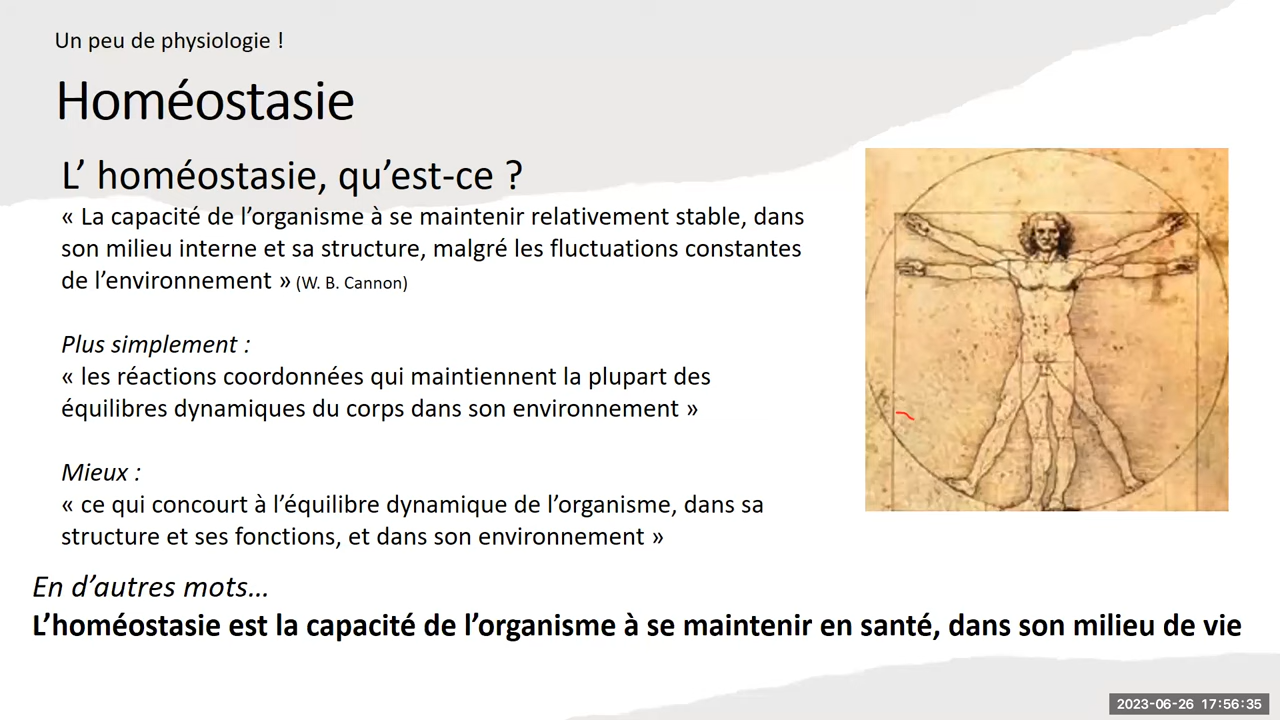 Un peu de physiologie !
Homéostasie
L’ homéostasie, qu’est-ce ?
« La capacité de l’organisme à se maintenir relativement stable, dans
son milieu interne et sa structure, malgré les fluctuations constantes
de l’environnement » (W. B. Cannon)
Plus simplement :
« les réactions coordonnées qui maintiennent la plupart des
équilibres dynamiques du corps dans son environnement »
Mieux :
« ce qui concourt à l’équilibre dynamique de l’organisme, dans sa
structure et ses fonctions, et dans son environnement »
En d’autres mots…
L’homéostasie est la capacité de l’organisme à se maintenir en santé, dans son milieu de vie
2023-06-26 17:56:35